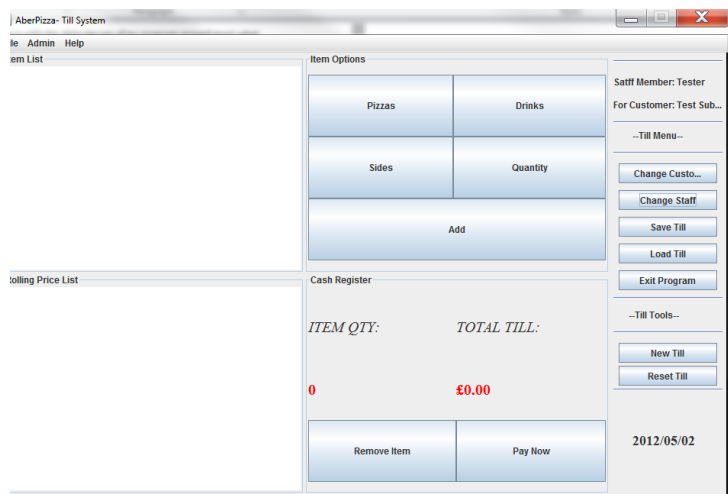 AberPizza- Till System
le Admin Help
tem List
Item Options
Pizzas
Drinks
Sides
Quantity
Add
olling Price List
Cash Register
ITEM QTY:
TOTAL TILL:
0
£0.00
Remove Item
Pay Now
Satff Member: Tester
For Customer: Test Sub...
--Till Menu--
Change Custo...
Change Staff
Save Till
Load Till
Exit Program
--Till Tools--
New Till
Reset Till
2012/05/02